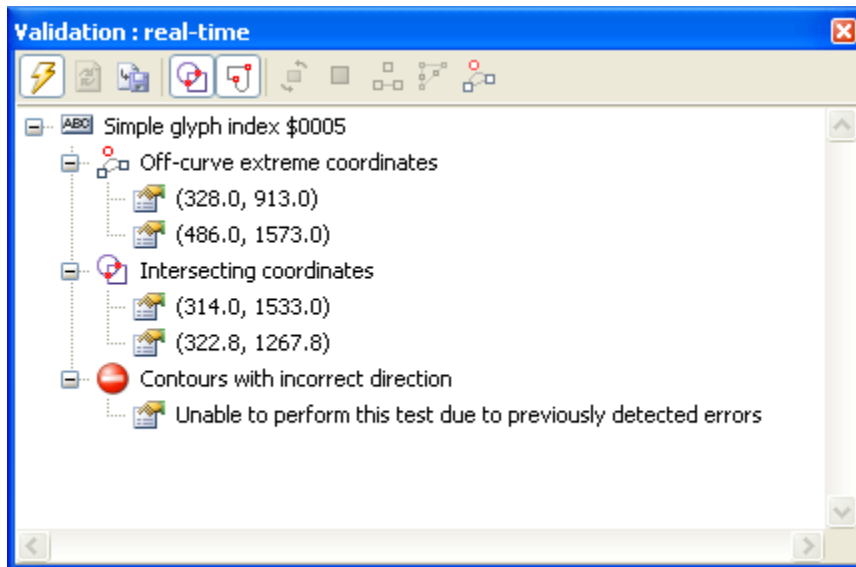 Validation : real-time
ABC Simple glyph index $0005
Off-curve extreme coordinates
(328.0, 913.0)
(486.0, 1573.0)
Intersecting coordinates
(314.0, 1533.0)
(322.8, 1267.8)
Contours with incorrect direction
Unable to perform this test due to previously detected errors